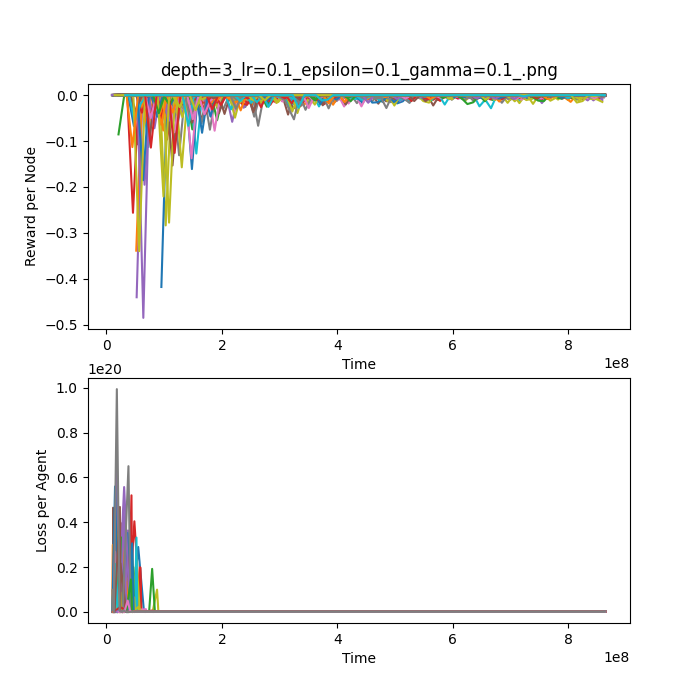 depth=3_lr=0.1_epsilon=0.1_gamma=0.1_.png
0.0
−0.1
−0.2
−0.3
−0.4
−0.5
Reward per Node
0 2 4 6 8
Time
1e8
1e20
1.0
0.8
0.6
0.4
0.2
0.0
Loss per Agent
0 2 4 6 8
Time
1e8